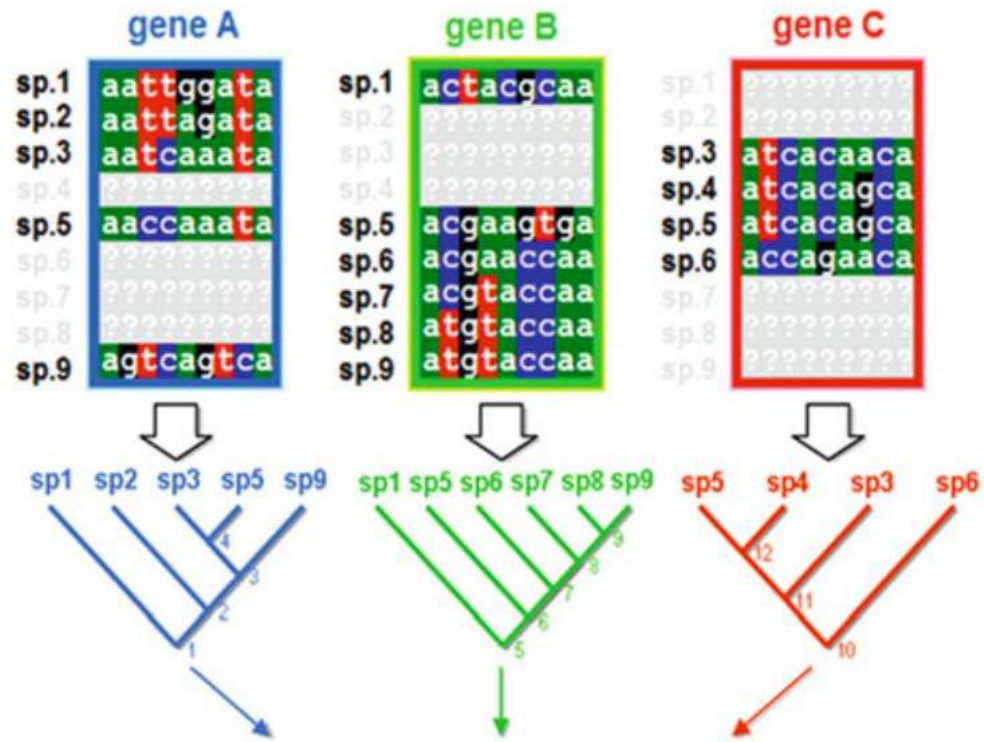 gene A gene B gene C
sp.1 aattggata sp.1 actacgcaa sp.1 ?????????
sp.2 aattagata sp.2 ????????? sp.2 ?????????
sp.3 aatcaaata sp.3 ????????? sp.3 atcacaaca
sp.4 ????????? sp.4 ????????? sp.4 atcacagca
sp.5 aaccaaata sp.5 acgaagtga sp.5 atcacagca
sp.6 ????????? sp.6 acgaaccaa sp.6 accagaaca
sp.7 ????????? sp.7 acgtaccaa sp.7 ?????????
sp.8 ????????? sp.8 atgtaccaa sp.8 ?????????
sp.9 agtcagtca sp.9 atgtaccaa sp.9 ?????????
sp1 sp2 sp3 sp5 sp9 sp1 sp5 sp6 sp7 sp8 sp9 sp5 sp4 sp3 sp6
4 9 12
3 8 11
2 7
1 6 10
5